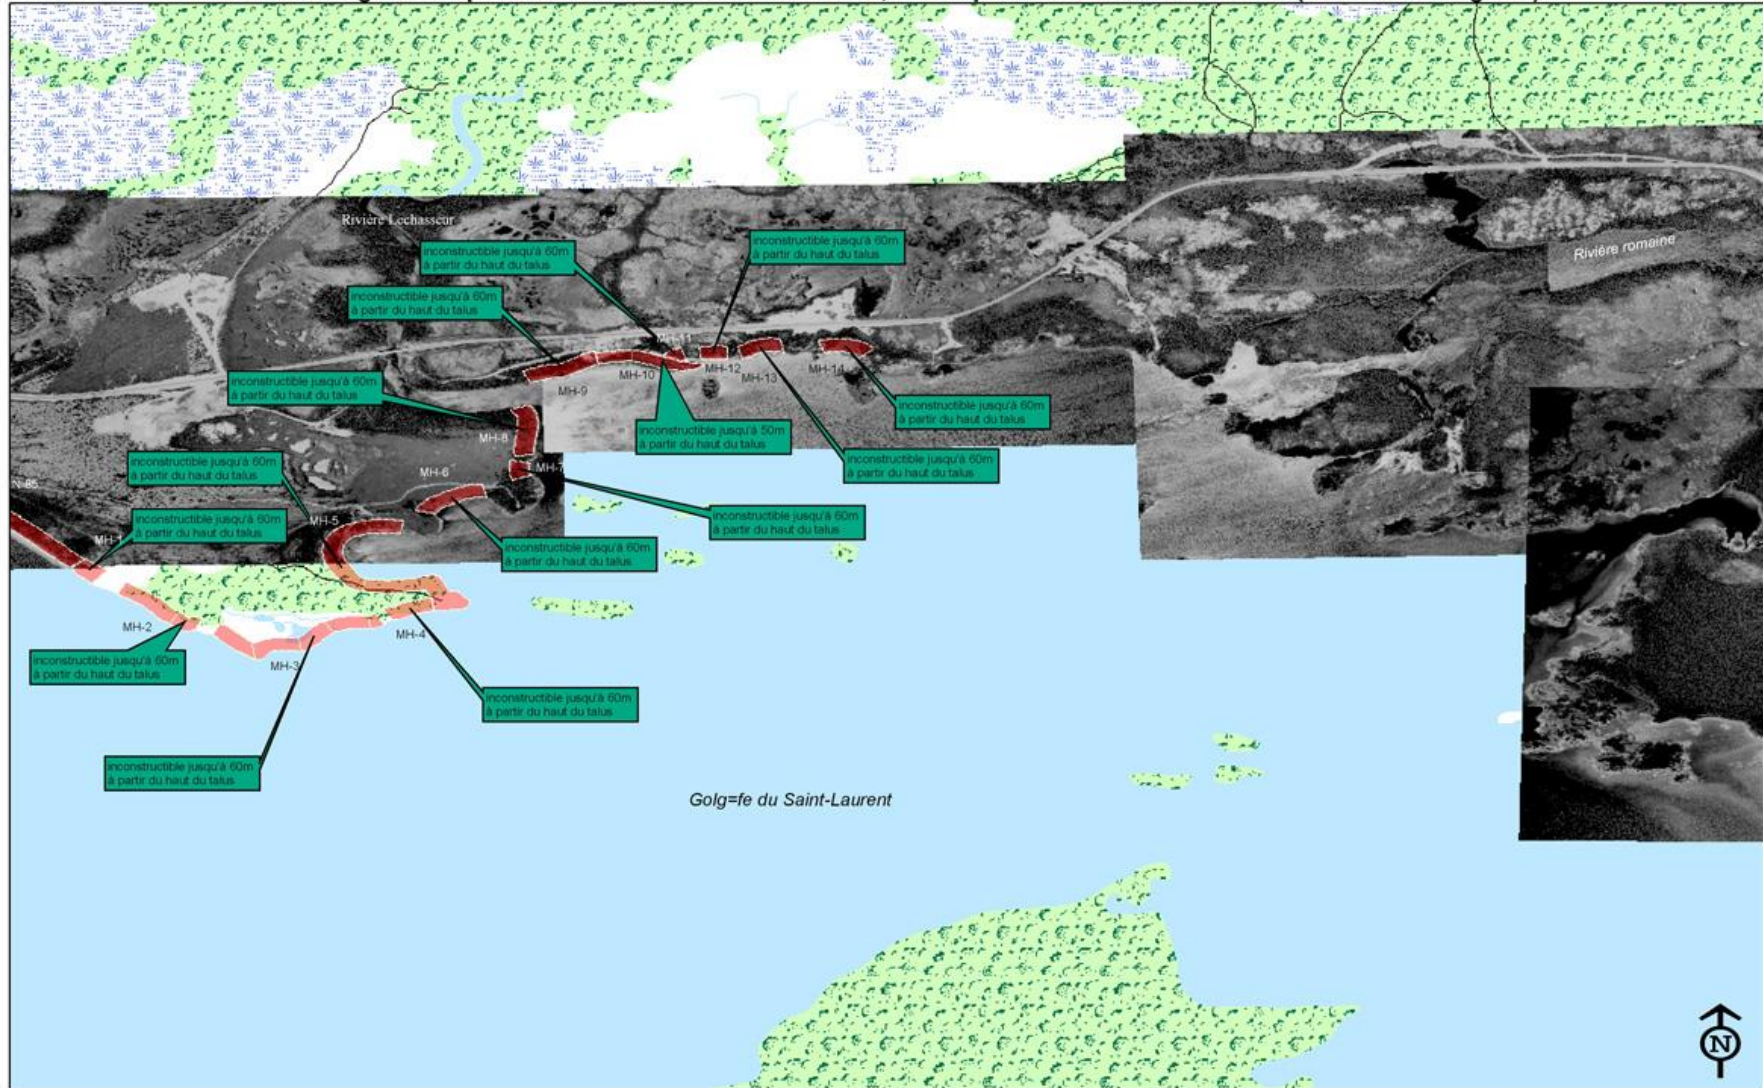 Rivière Lechasseur
Rivière romaine
inconstructible jusqu'à 60m
à partir du haut du talus
inconstructible jusqu'à 60m
à partir du haut du talus
inconstructible jusqu'à 60m
à partir du haut du talus
inconstructible jusqu'à 60m
à partir du haut du talus
MH-9
MH-10
MH-12
MH-13
MH-14
inconstructible jusqu'à 60m
à partir du haut du talus
inconstructible jusqu'à 50m
à partir du haut du talus
inconstructible jusqu'à 60m
à partir du haut du talus
MH-8
MH-7
MH-6
inconstructible jusqu'à 60m
à partir du haut du talus
N-85
inconstructible jusqu'à 60m
à partir du haut du talus
MH-5
MH-1
inconstructible jusqu'à 60m
à partir du haut du talus
inconstructible jusqu'à 60m
à partir du haut du talus
MH-2
MH-4
MH-3
inconstructible jusqu'à 60m
à partir du haut du talus
inconstructible jusqu'à 60m
à partir du haut du talus
inconstructible jusqu'à 60m
à partir du haut du talus
Golg=fe du Saint-Laurent
N